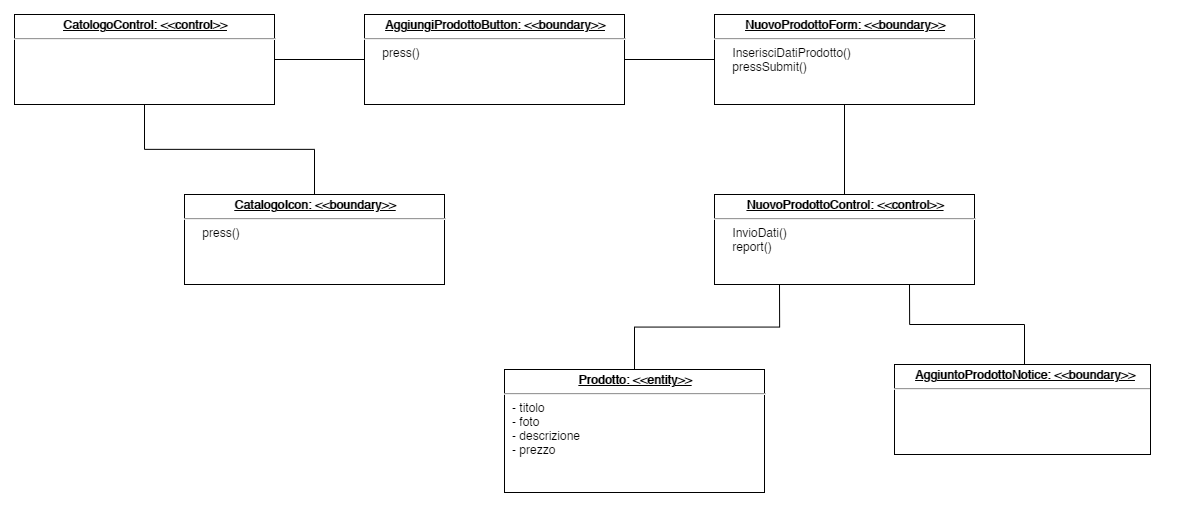 CatologoControl: <<control>>
AggiungiProdottoButton: <<boundary>>
press()
NuovoProdottoForm: <<boundary>>
InserisciDatiProdotto()
pressSubmit()
CatalogoIcon: <<boundary>>
press()
NuovoProdottoControl: <<control>>
InvioDati()
report()
Prodotto: <<entity>>
- titolo
- foto
- descrizione
- prezzo
AggiuntoProdottoNotice: <<boundary>>